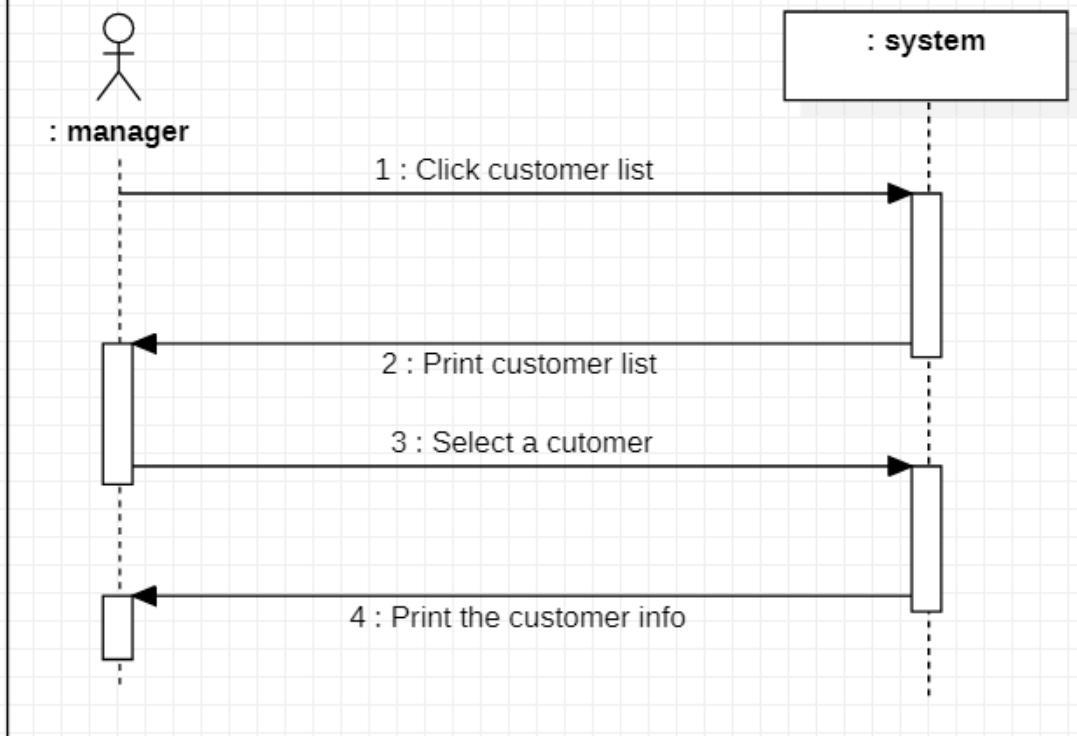 : system
: manager
1 : Click customer list
2 : Print customer list
3 : Select a cutomer
4 : Print the customer info